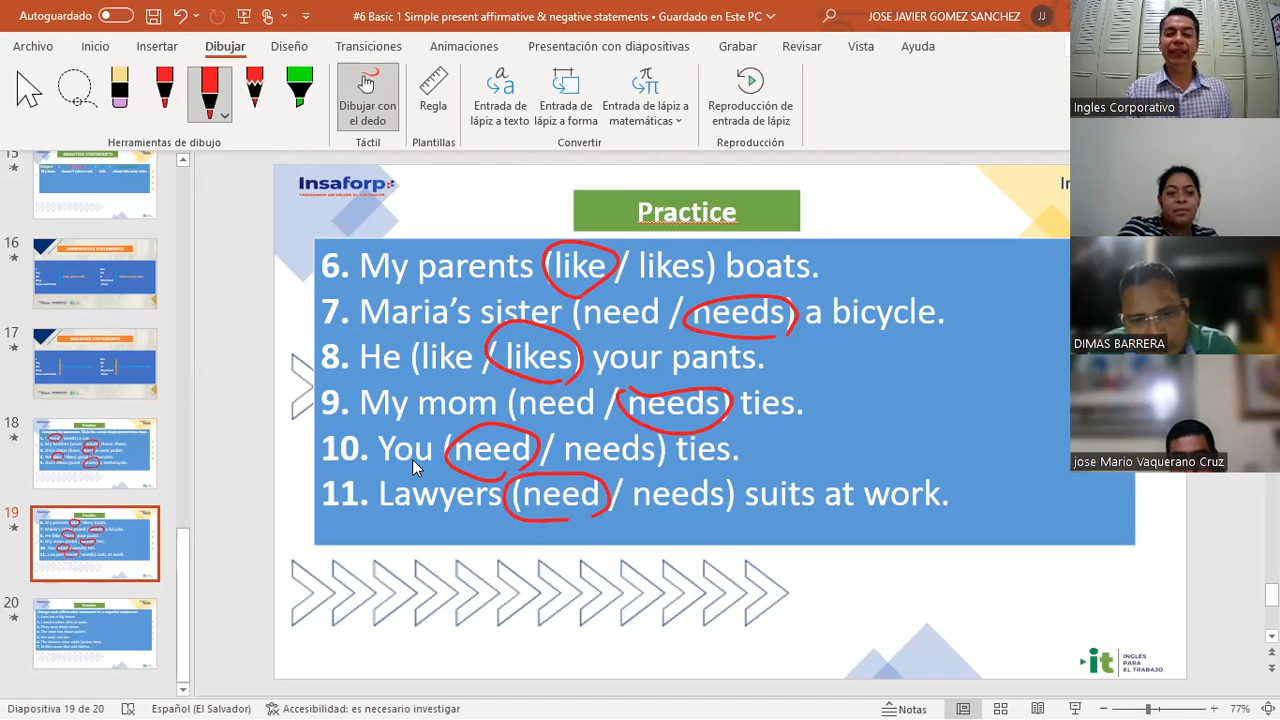 Autoguardado
#6 Basic 1 Simple present affirmative & negative statements • Guardado en Este PC
JOSE JAVIER GOMEZ SANCHEZ
JJ
Archivo
Inicio
Insertar
Dibujar
Diseño
Transiciones
Animaciones
Presentación con diapositivas
Grabar
Revisar
Vista
Ayuda
Dibujar con
el dedo
Regla
Entrada de
lápiz a texto
Entrada de
lápiz a forma
Entrada de lápiz a
matemáticas
Reproducción de
entrada de lápiz
Herramientas de dibujo
Táctil
Plantillas
Convertir
Reproducción
Ingles Corporativo
DIMAS BARRERA
jose Mario Vaquerano Cruz
15
16
17
18
19
20
Insaforp
Practice
6. My parents (like / likes) boats.
7. Maria’s sister (need / needs) a bicycle.
8. He (like / likes) your pants.
9. My mom (need / needs) ties.
10. You (need / needs) ties.
11. Lawyers (need / needs) suits at work.
it
INGLÉS
PARA
EL TRABAJO
Diapositiva 19 de 20
Español (El Salvador)
Accesibilidad: es necesario investigar
Notas
77%